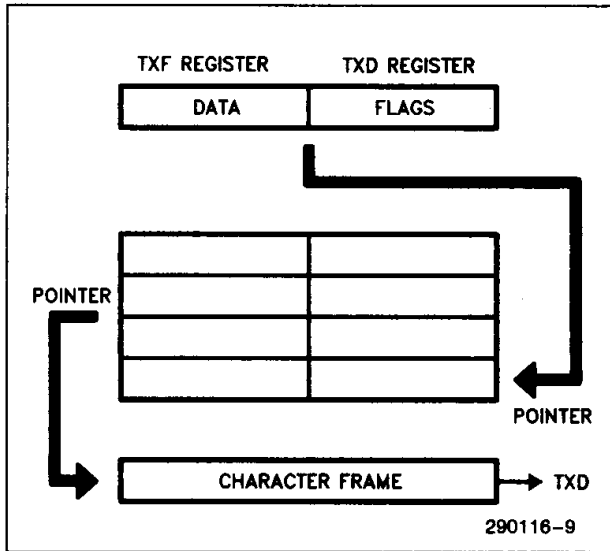 TXF REGISTER TXD REGISTER
DATA FLAGS
POINTER
POINTER
CHARACTER FRAME TXD
290116-9